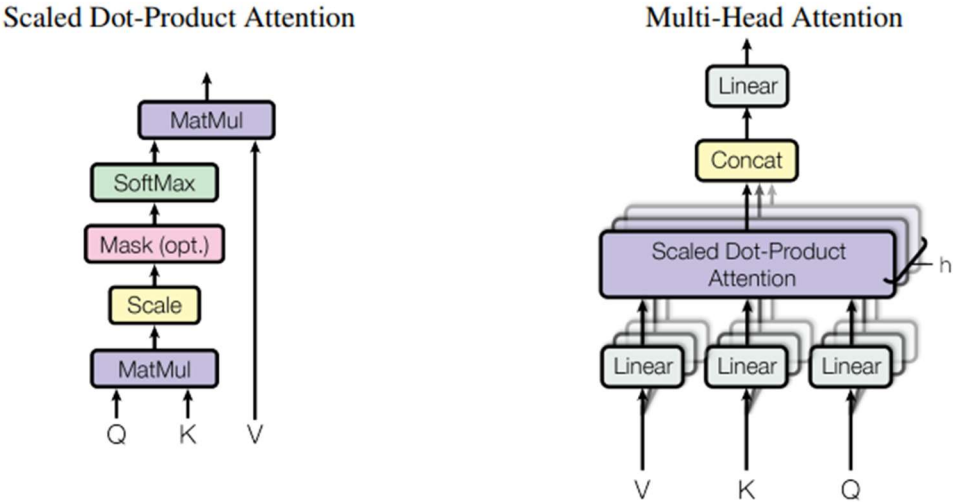 Scaled Dot-Product Attention
MatMul
SoftMax
Mask (opt.)
Scale
MatMul
Q K V
Multi-Head Attention
Linear
Concat
Scaled Dot-Product
Attention
h
Linear Linear Linear
V K Q